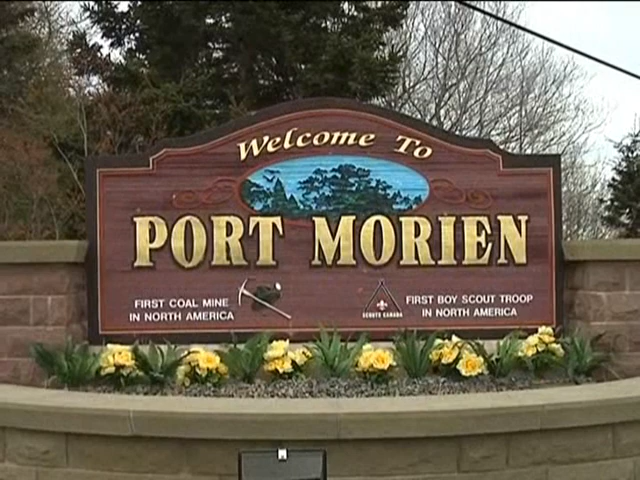 Welcome To
PORT MORIEN
FIRST COAL MINE
IN NORTH AMERICA
SCOUTS CANADA
FIRST BOY SCOUT TROOP
IN NORTH AMERICA